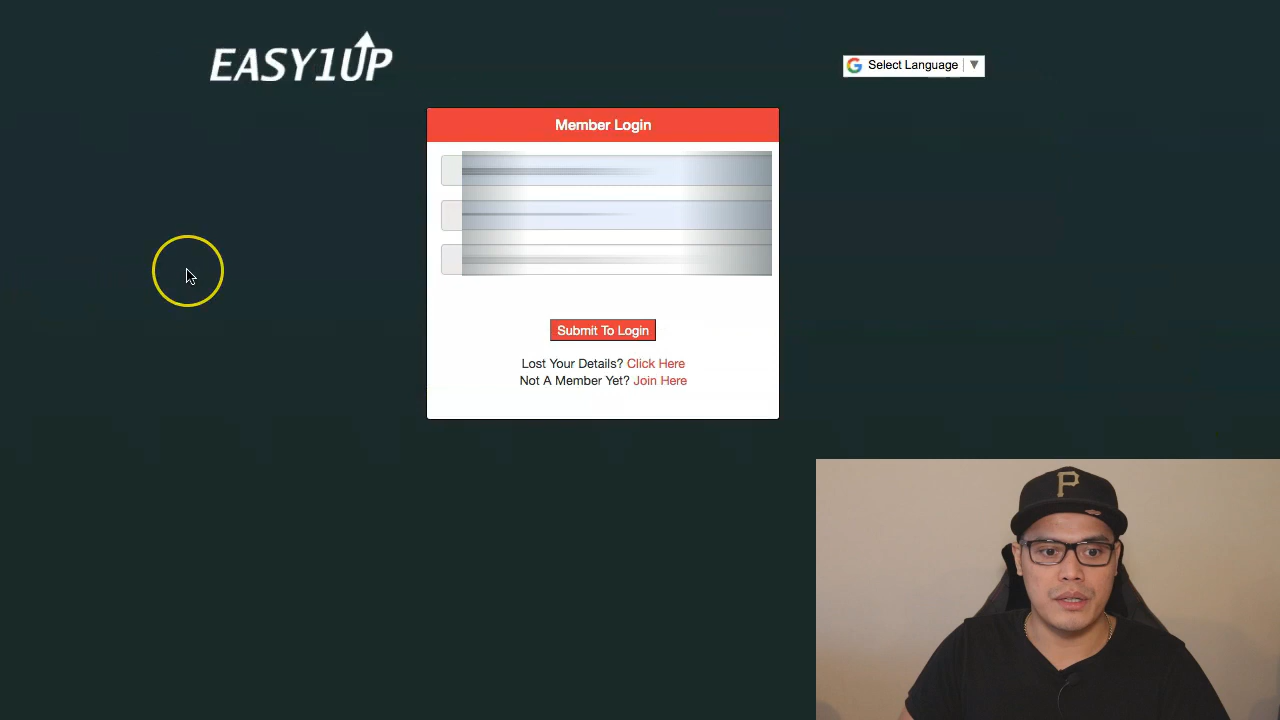 EASY1UP
Select Language ▼
Member Login
Submit To Login
Lost Your Details? Click Here
Not A Member Yet? Join Here
P